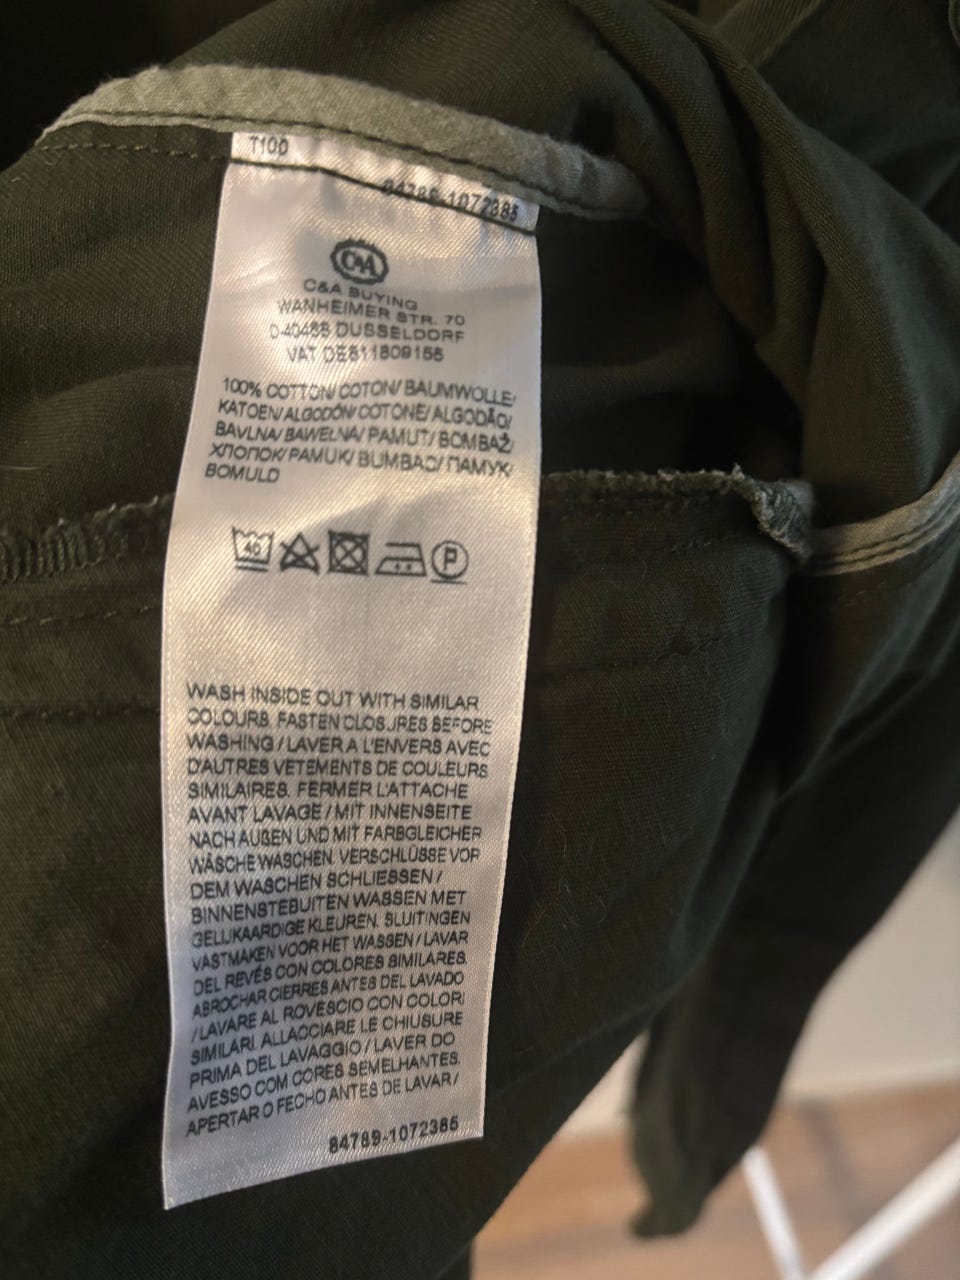 T100
84789-1072385
C&A
C&A BUYING
WANHEIMER STR. 70
D-40468 DUSSELDORF
VAT DE811809155
100% COTTON/ COTON/ BAUMWOLLE/
KATOEN/ ALGODÓN/ COTONE/ ALGODÃO/
BAVLNA/ BAWEŁNA/ PAMUT/ BOMBAŽ/
ХЛОПОК/ PAMUK/ BUMBAC/ ПАМУК/
BOMULD
40 P
WASH INSIDE OUT WITH SIMILAR
COLOURS. FASTEN CLOSURES BEFORE
WASHING / LAVER A L'ENVERS AVEC
D'AUTRES VETEMENTS DE COULEURS
SIMILAIRES. FERMER L'ATTACHE
AVANT LAVAGE / MIT INNENSEITE
NACH AUßEN UND MIT FARBGLEICHER
WÄSCHE WASCHEN. VERSCHLÜSSE VOR
DEM WASCHEN SCHLIESSEN /
BINNENSTEBUITEN WASSEN MET
GELIJKAARDIGE KLEUREN. SLUITINGEN
VASTMAKEN VOOR HET WASSEN / LAVAR
DEL REVÉS CON COLORES SIMILARES.
ABROCHAR CIERRES ANTES DEL LAVADO
/ LAVARE AL ROVESCIO CON COLORI
SIMILARI. ALLACCIARE LE CHIUSURE
PRIMA DEL LAVAGGIO / LAVER DO
AVESSO COM CORES SEMELHANTES.
APERTAR O FECHO ANTES DE LAVAR /
84789-1072385